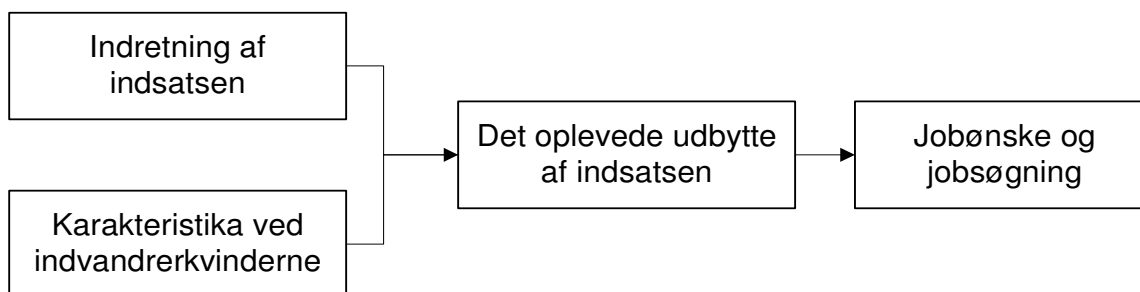 Indretning af
indsatsen
Karakteristika ved
indvandrerkvinderne
Det oplevede udbytte
af indsatsen
Jobønske og
jobsøgning